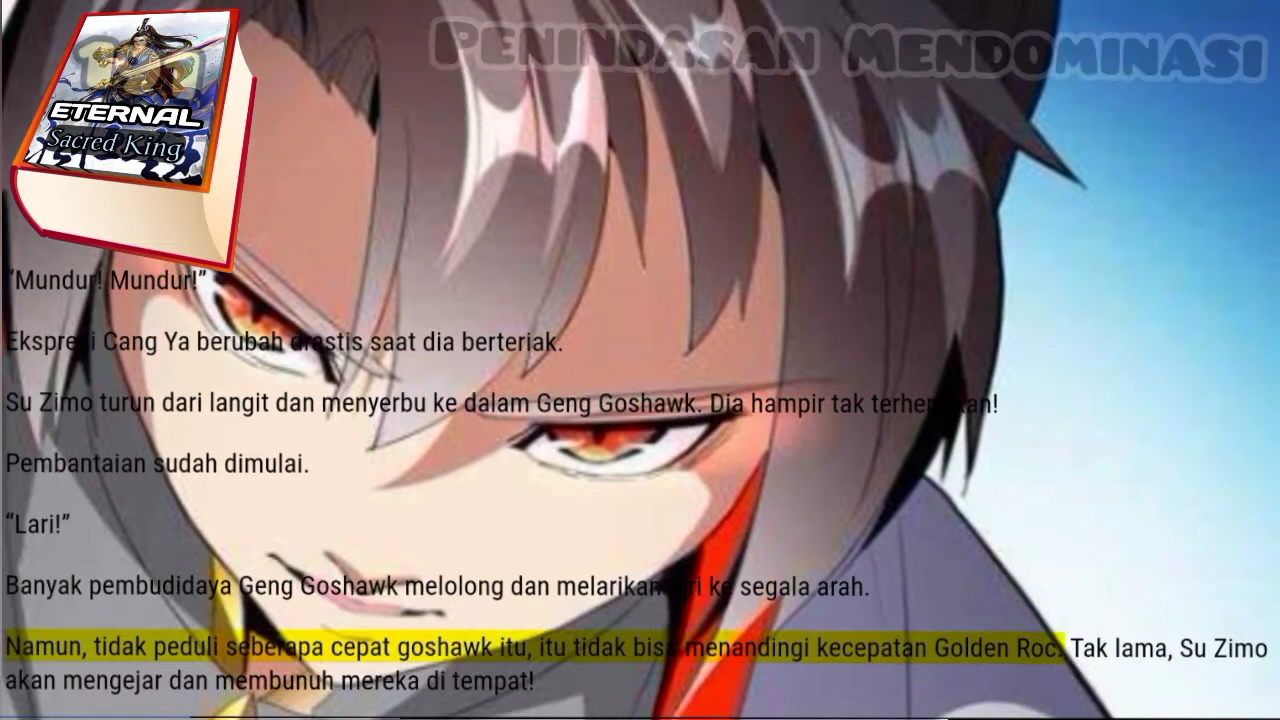 Penindasan Mendominasi
ETERNAL
Sacred King
“Mundur! Mundur!”
Ekspresi Cang Ya berubah drastis saat dia berteriak.
Su Zimo turun dari langit dan menyerbu ke dalam Geng Goshawk. Dia hampir tak terhentikan!
Pembantaian sudah dimulai.
“Lari!”
Banyak pembudidaya Geng Goshawk melolong dan melarikan diri ke segala arah.
Namun, tidak peduli seberapa cepat goshawk itu, itu tidak bisa menandingi kecepatan Golden Roc. Tak lama, Su Zimo
akan mengejar dan membunuh mereka di tempat!